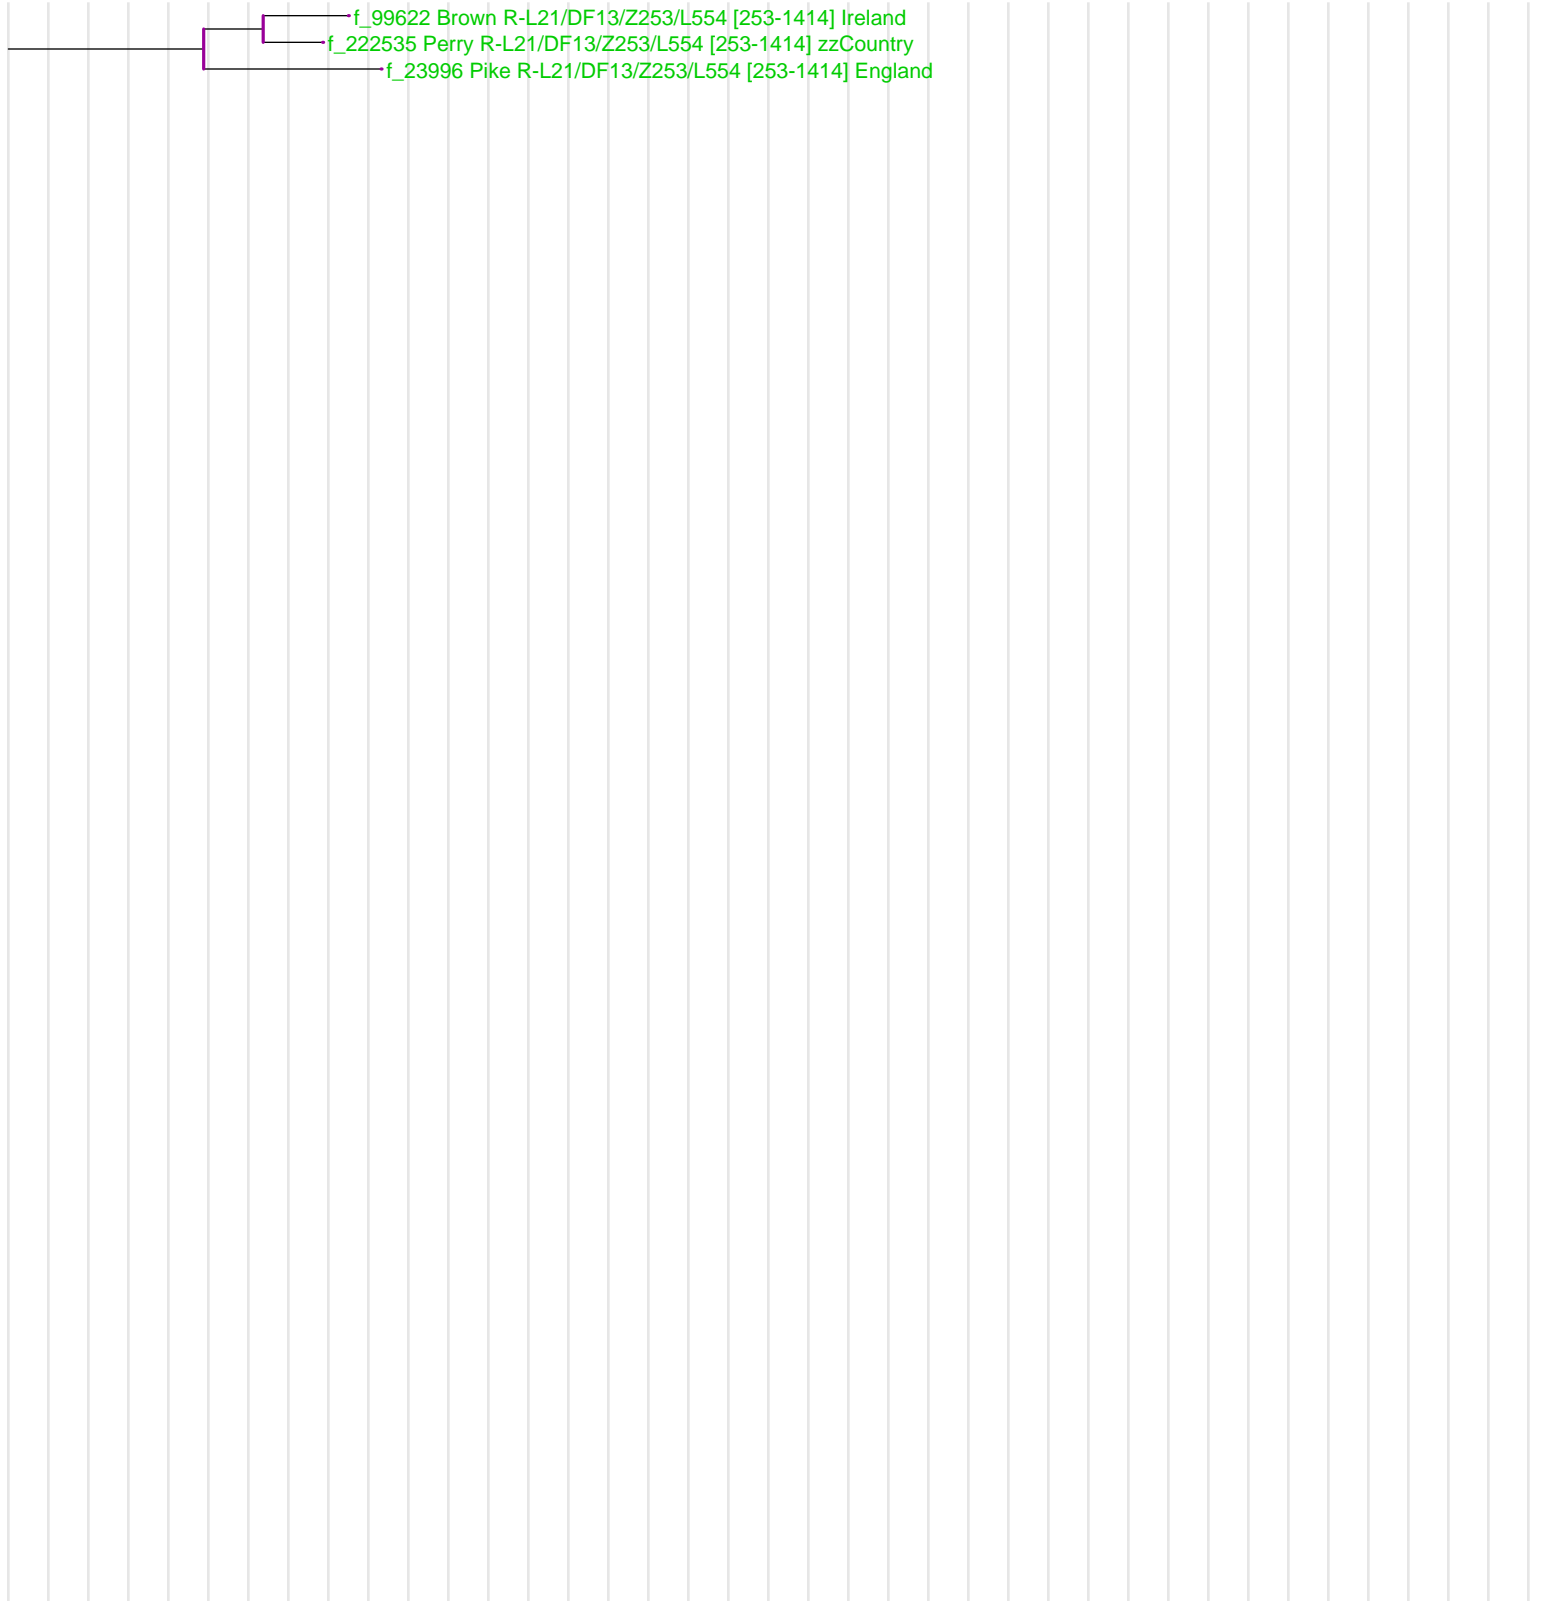 f_99622 Brown R-L21/DF13/Z253/L554 [253-1414] Ireland
f_222535 Perry R-L21/DF13/Z253/L554 [253-1414] zzCountry
f_23996 Pike R-L21/DF13/Z253/L554 [253-1414] England